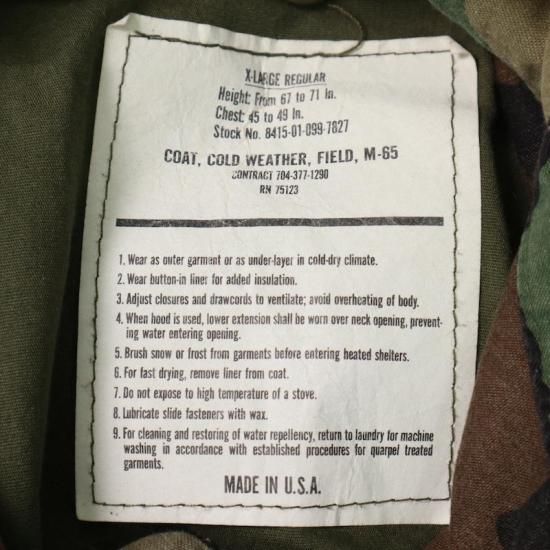 X-LARGE REGULAR
Height: From 67 to 71 In.
Chest: 45 to 49 In.
Stock No. 8415-01-099-7827
COAT, COLD WEATHER, FIELD, M-65
CONTRACT 704-377-1290
RN 75123
1. Wear as outer garment or as under-layer in cold-dry climate.
2. Wear button-in liner for added insulation.
3. Adjust closures and drawcords to ventilate; avoid overheating of body.
4. When hood is used, lower extension shall be worn over neck opening, prevent-
ing water entering opening.
5. Brush snow or frost from garments before entering heated shelters.
6. For fast drying, remove liner from coat.
7. Do not expose to high temperature of a stove.
8. Lubricate slide fasteners with wax.
9. For cleaning and restoring of water repellency, return to laundry for machine
washing in accordance with established procedures for quarpel treated
garments.
MADE IN U.S.A.